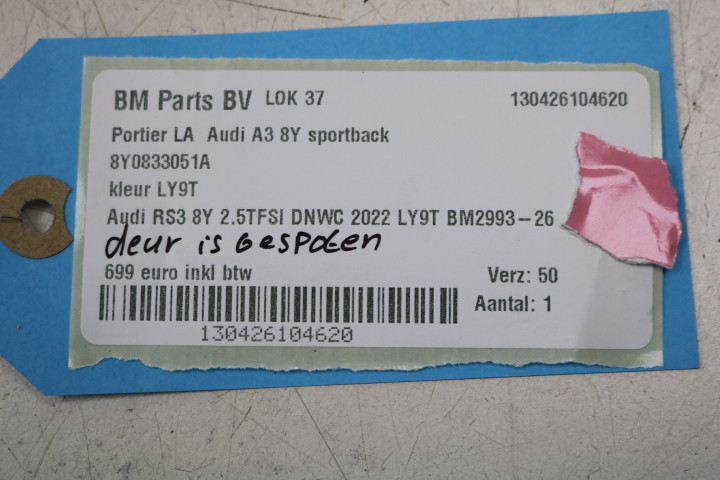 BM Parts BV LOK 37 130426104620
Portier LA Audi A3 8Y sportback
8Y0833051A
kleur LY9T
Audi RS3 8Y 2.5TFSI DNWC 2022 LY9T BM2993-26
deur is GespoTen
699 euro inkl btw Verz: 50
Aantal: 1
130426104620